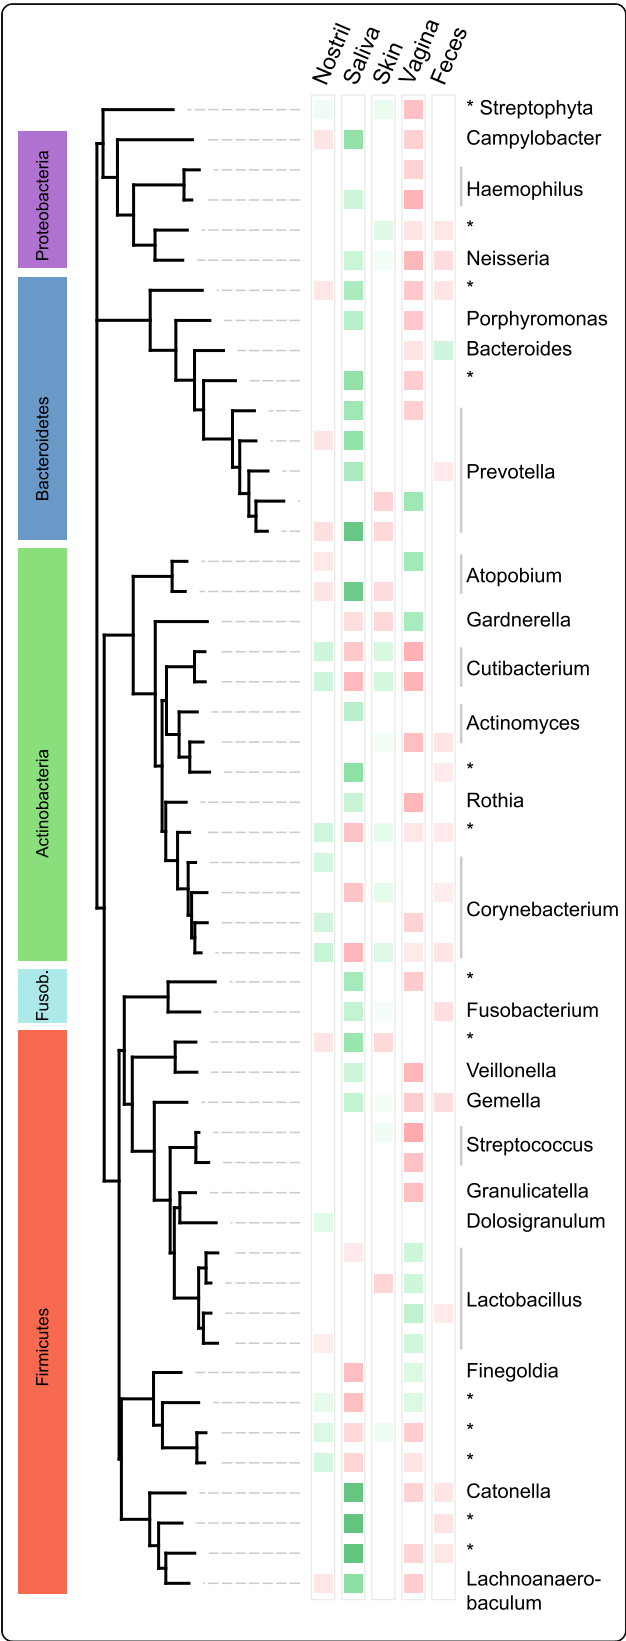 Nostril
Saliva
Skin
Vagina
Feces
* Streptophyta
Campylobacter
Haemophilus
*
Neisseria
*
Porphyromonas
Bacteroides
*
Prevotella
Atopobium
Gardnerella
Cutibacterium
Actinomyces
*
Rothia
*
Corynebacterium
*
Fusobacterium
*
Veillonella
Gemella
Streptococcus
Granulicatella
Dolosigranulum
Lactobacillus
Finegoldia
*
*
*
Catonella
*
*
Lachnoanaero-
baculum
Proteobacteria
Bacteroidetes
Actinobacteria
Fusob.
Firmicutes